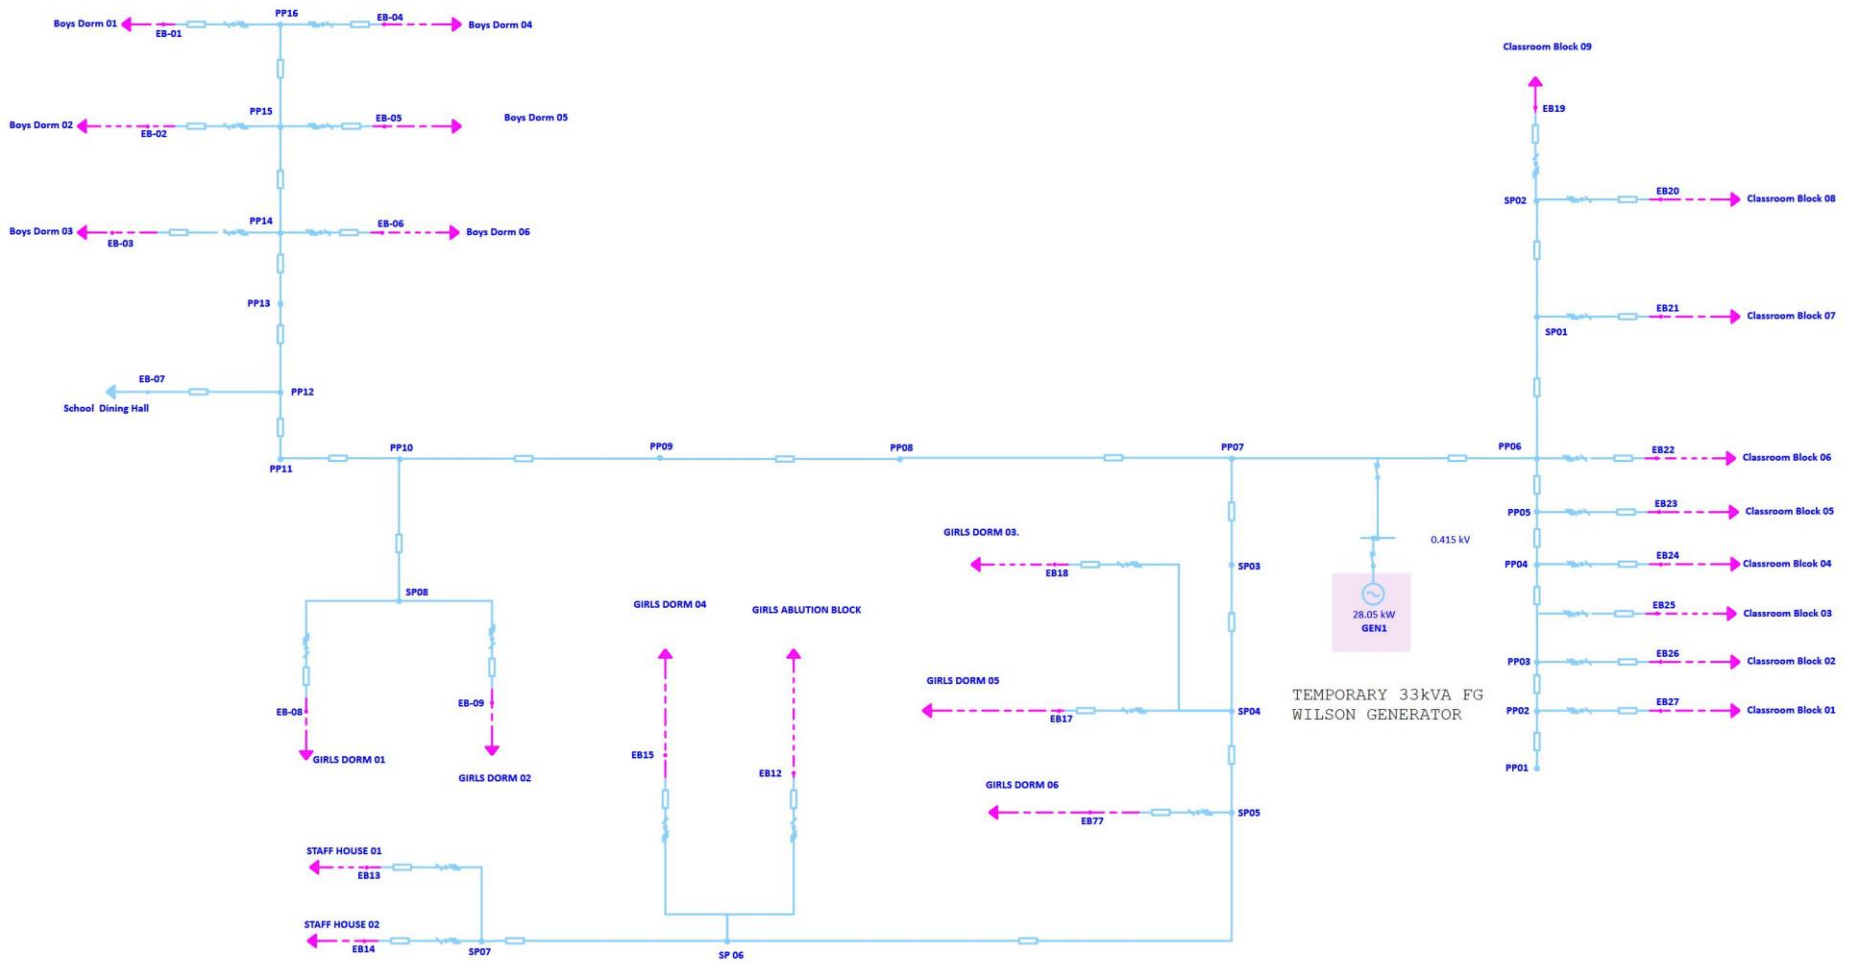 PP16
Boys Dorm 01
EB-01
EB-04
Boys Dorm 04
Classroom Block 09
EB19
PP15
Boys Dorm 02
EB-02
EB-05
Boys Dorm 05
SP02
EB20
Classroom Block 08
PP14
Boys Dorm 03
EB-03
EB-06
Boys Dorm 06
PP13
EB21
Classroom Block 07
SP01
EB-07
School Dining Hall
PP12
PP11
PP10
PP09
PP08
PP07
PP06
EB22
Classroom Block 06
PP05
EB23
Classroom Block 05
GIRLS DORM 03.
EB18
SP03
0.415 kV
PP04
EB24
Classroom Blcok 04
28.05 kW
GEN1
EB25
Classroom Block 03
SP08
GIRLS DORM 04
GIRLS ABLUTION BLOCK
PP03
EB26
Classroom Block 02
TEMPORARY 33kVA FG
WILSON GENERATOR
GIRLS DORM 05
EB17
SP04
PP02
EB27
Classroom Block 01
EB-08
EB-09
GIRLS DORM 01
GIRLS DORM 02
EB15
EB12
PP01
GIRLS DORM 06
EB77
SP05
STAFF HOUSE 01
EB13
STAFF HOUSE 02
EB14
SP07
SP 06